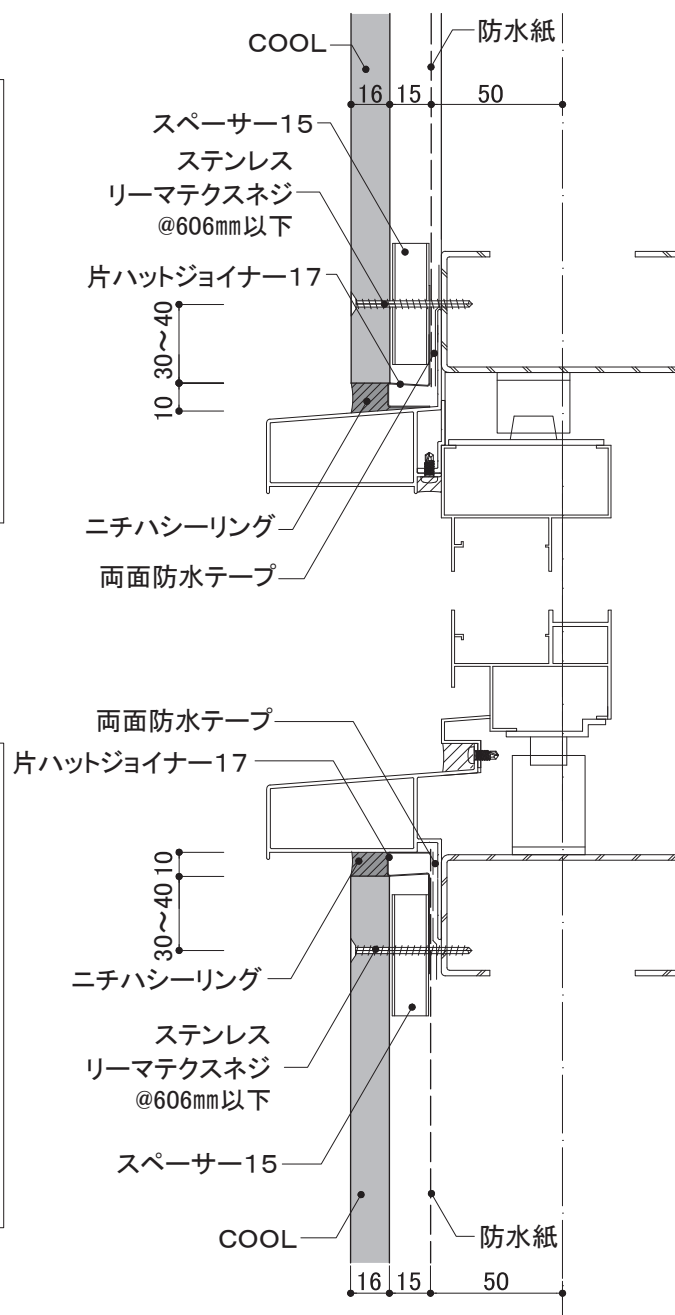 COOL
防水紙
16 15 50
スペーサー15
ステンレス
リーマテクスネジ
@606mm以下
片ハットジョイナー17
30～40
10
ニチハシーリング
両面防水テープ
両面防水テープ
片ハットジョイナー17
10
30～40
ニチハシーリング
ステンレス
リーマテクスネジ
@606mm以下
スペーサー15
COOL
防水紙
16 15 50